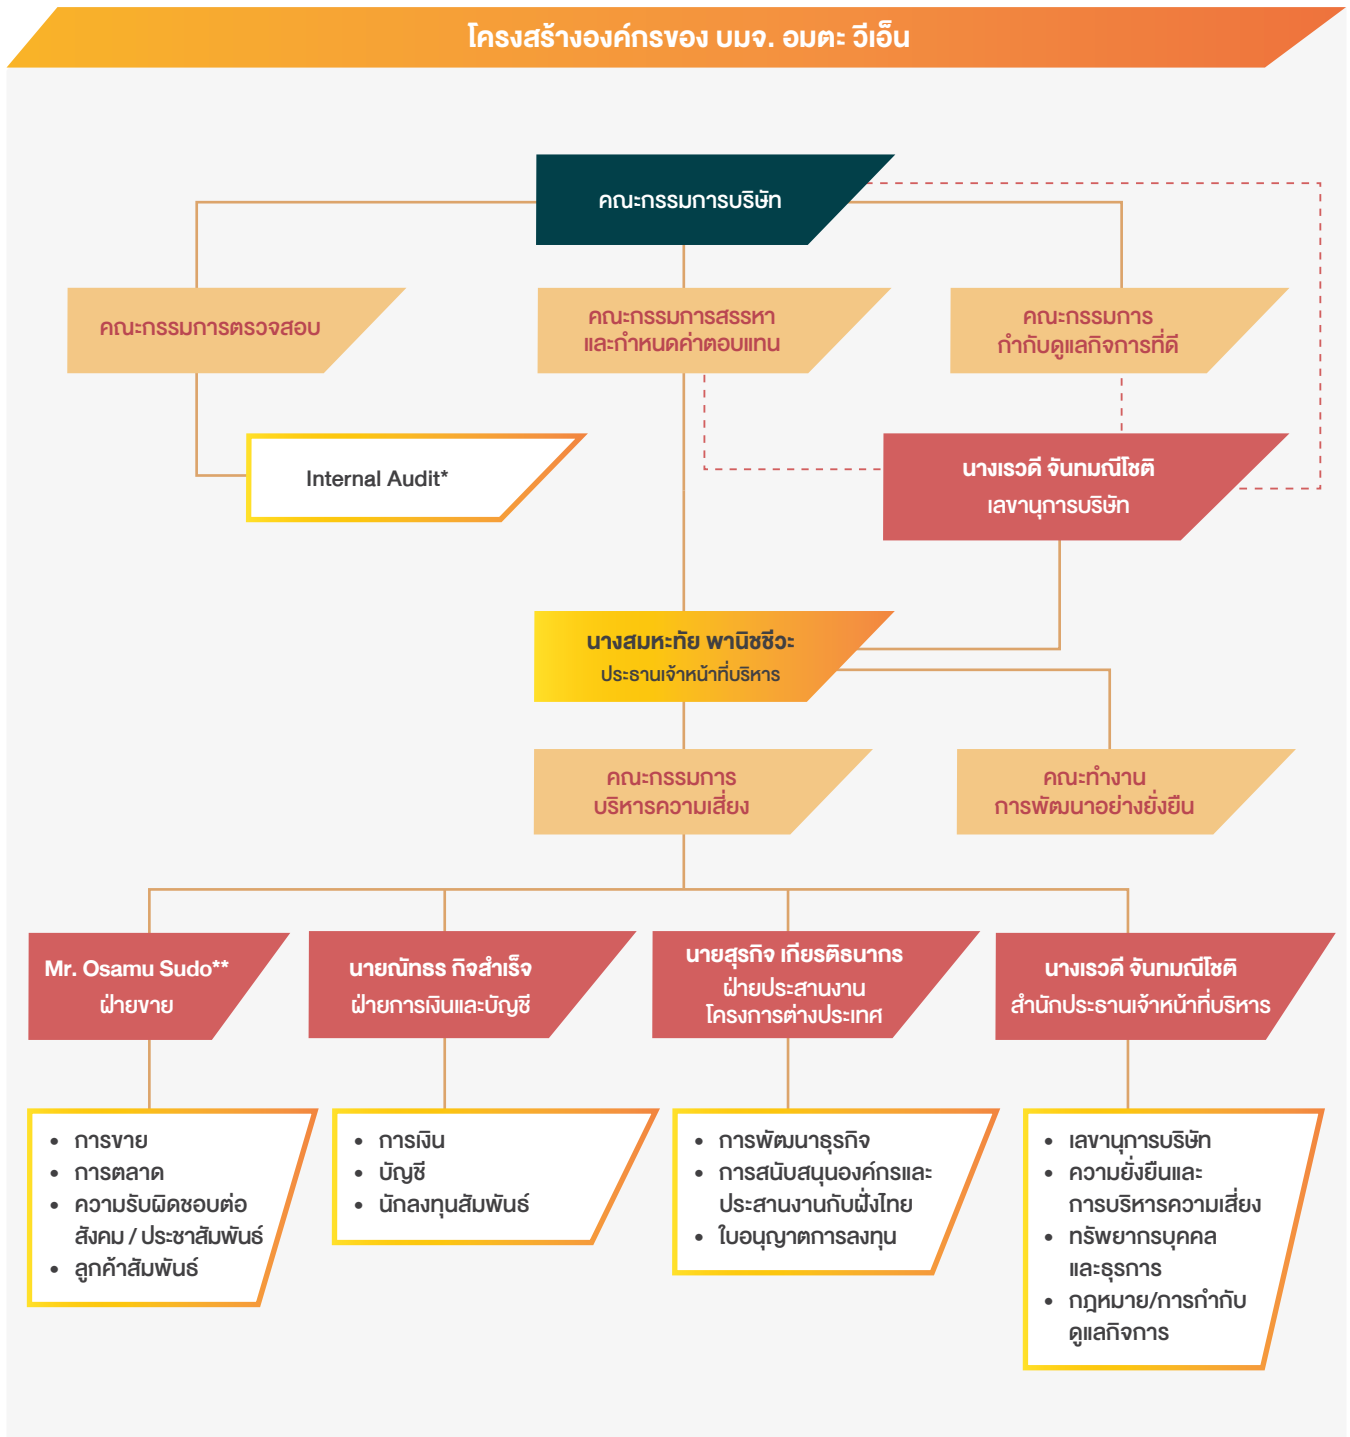 โครงสร้างองค์กรของ บมจ. อมตะ วีเอ็น
คณะกรรมการบริษัท
คณะกรรมการตรวจสอบ
คณะกรรมการสรรหา
และกำหนดค่าตอบแทน
คณะกรรมการ
กำกับดูแลกิจการที่ดี
Internal Audit*
นางเรวดี จันทมณีโชติ
เลขานุการบริษัท
นางสมหะทัย พานิชชีวะ
ประธานเจ้าหน้าที่บริหาร
คณะกรรมการ
บริหารความเสี่ยง
คณะทำงาน
การพัฒนาอย่างยั่งยืน
Mr. Osamu Sudo**
ฝ่ายขาย
นายณัทธร กิจสำเร็จ
ฝ่ายการเงินและบัญชี
นายสุรกิจ เกียรติธนากร
ฝ่ายประสานงาน
โครงการต่างประเทศ
นางเรวดี จันทมณีโชติ
สำนักประธานเจ้าหน้าที่บริหาร
• การขาย
• การตลาด
• ความรับผิดชอบต่อ
สังคม / ประชาสัมพันธ์
• ลูกค้าสัมพันธ์
• การเงิน
• บัญชี
• นักลงทุนสัมพันธ์
• การพัฒนาธุรกิจ
• การสนับสนุนองค์กรและ
ประสานงานกับฝั่งไทย
• ใบอนุญาตการลงทุน
• เลขานุการบริษัท
• ความยั่งยืนและ
การบริหารความเสี่ยง
• ทรัพยากรบุคคล
และธุรการ
• กฎหมาย/การกำกับ
ดูแลกิจการ